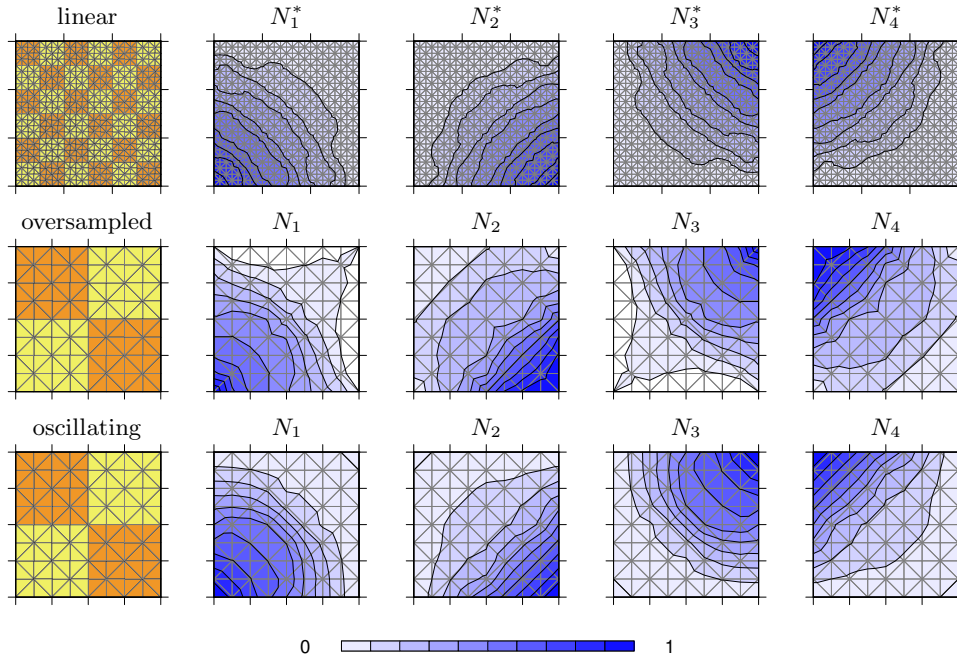 linear N₁* N₂* N₃* N₄*
oversampled N₁ N₂ N₃ N₄
oscillating N₁ N₂ N₃ N₄
0 1